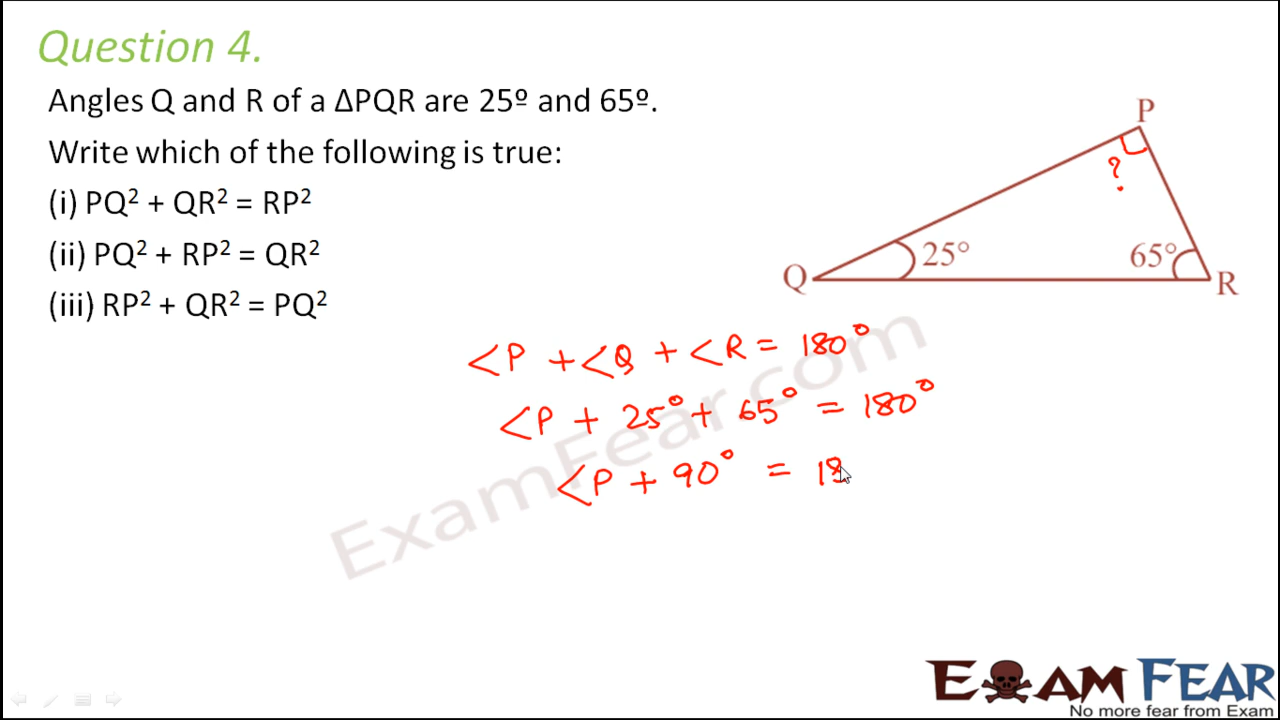 Question 4.
Angles Q and R of a ΔPQR are 25º and 65º.
Write which of the following is true:
(i) PQ² + QR² = RP²
(ii) PQ² + RP² = QR²
(iii) RP² + QR² = PQ²
P
?
Q
25°
65°
R
<P + <Q + <R = 180°
<P + 25° + 65° = 180°
<P + 90° = 18
ExamFear.com
EXAM FEAR
No more fear from Exam